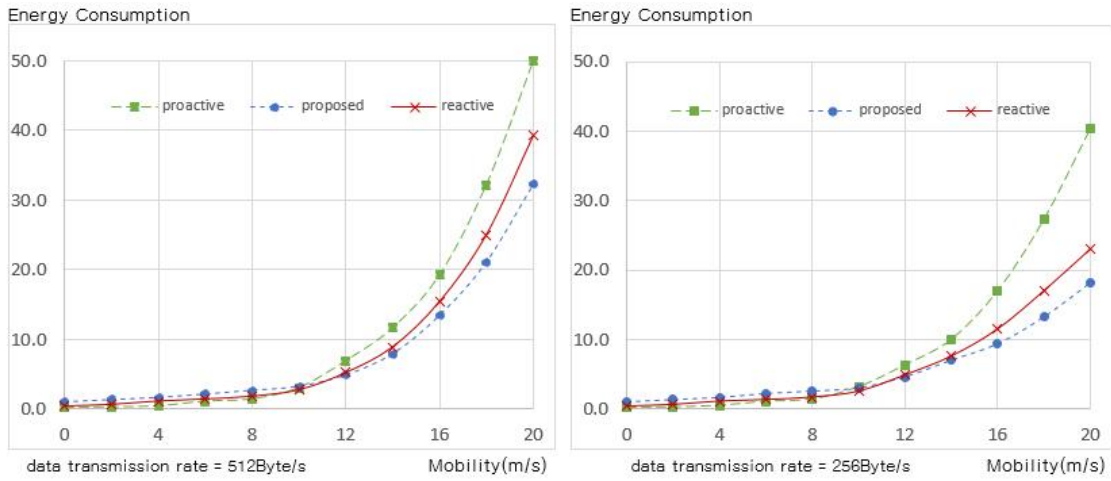 Energy Consumption
50.0
proactive proposed reactive
40.0
30.0
20.0
10.0
0.0
0 4 8 12 16 20
data transmission rate = 512Byte/s Mobility(m/s)
Energy Consumption
50.0
proactive proposed reactive
40.0
30.0
20.0
10.0
0.0
0 4 8 12 16 20
data transmission rate = 256Byte/s Mobility(m/s)